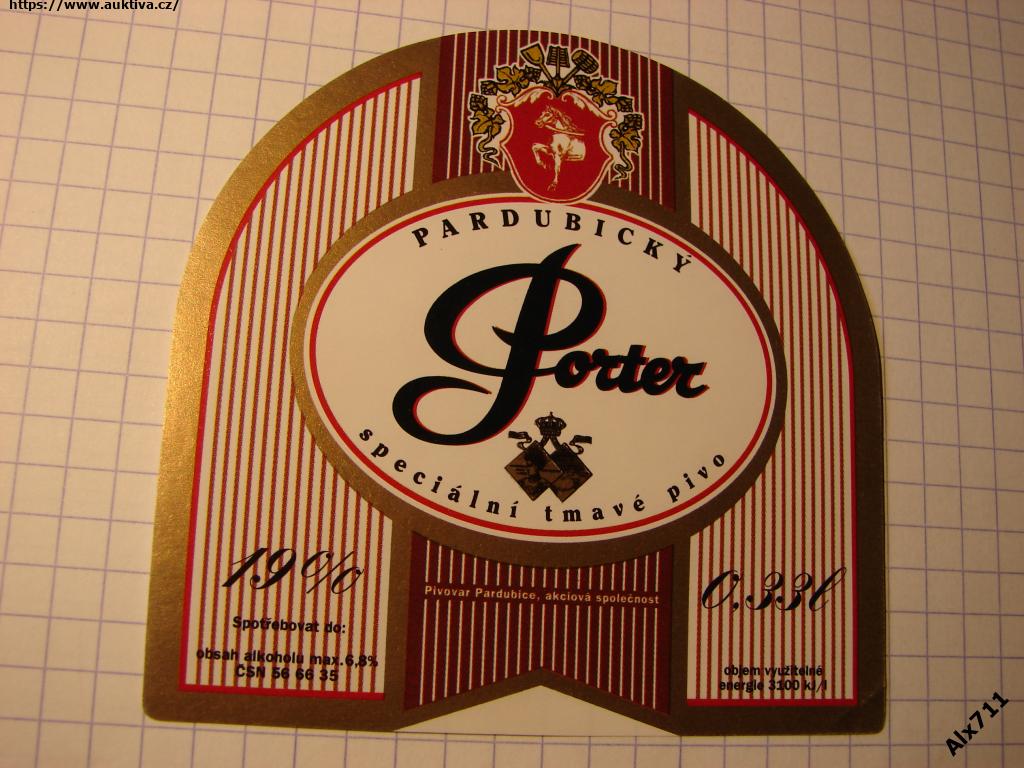 https://www.auktiva.cz/
PARDUBICKÝ
Porter
speciální tmavé pivo
19%
Spotřebovat do:
obsah alkoholu max.6,8%
ČSN 56 66 35
Pivovar Pardubice, akciová společnost
0,33l
objem využitelné
energie 3100 kJ/l
Alx711